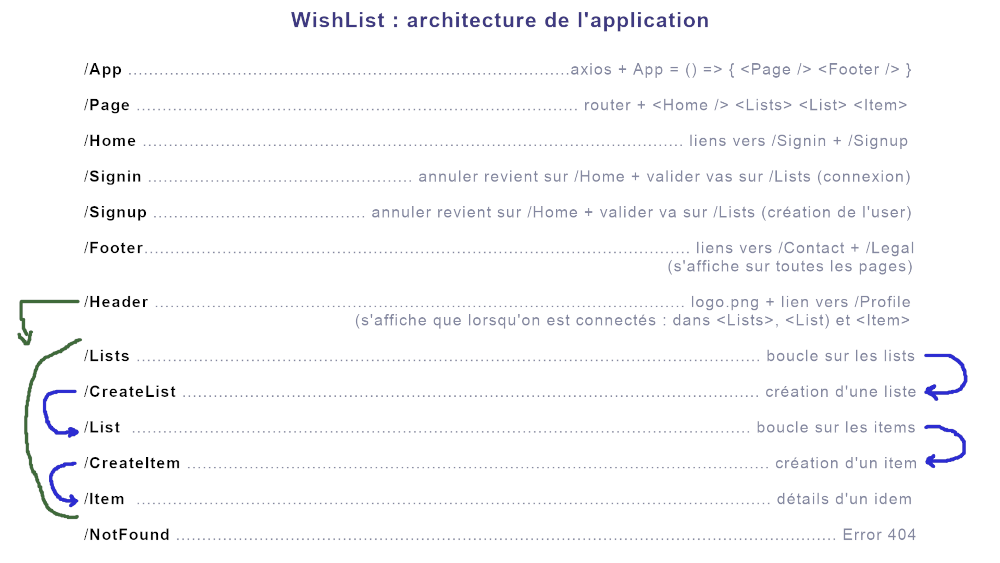 WishList : architecture de l'application
/App ........................................................................axios + App = () => { <Page /> <Footer /> }
/Page ........................................................................ router + <Home /> <Lists> <List> <Item>
/Home ........................................................................ liens vers /Signin + /Signup
/Signin ........................................................ annuler revient sur /Home + valider vas sur /Lists (connexion)
/Signup ................................................ annuler revient sur /Home + valider va sur /Lists (création de l'user)
/Footer........................................................................ liens vers /Contact + /Legal
(s'affiche sur toutes les pages)
/Header ........................................................................ logo.png + lien vers /Profile
(s'affiche que lorsqu'on est connectés : dans <Lists>, <List) et <Item>
/Lists ........................................................................ boucle sur les lists
/CreateList ........................................................................ création d'une liste
/List ........................................................................ boucle sur les items
/CreateItem ........................................................................ création d'un item
/Item ........................................................................ détails d'un idem
/NotFound ........................................................................ Error 404